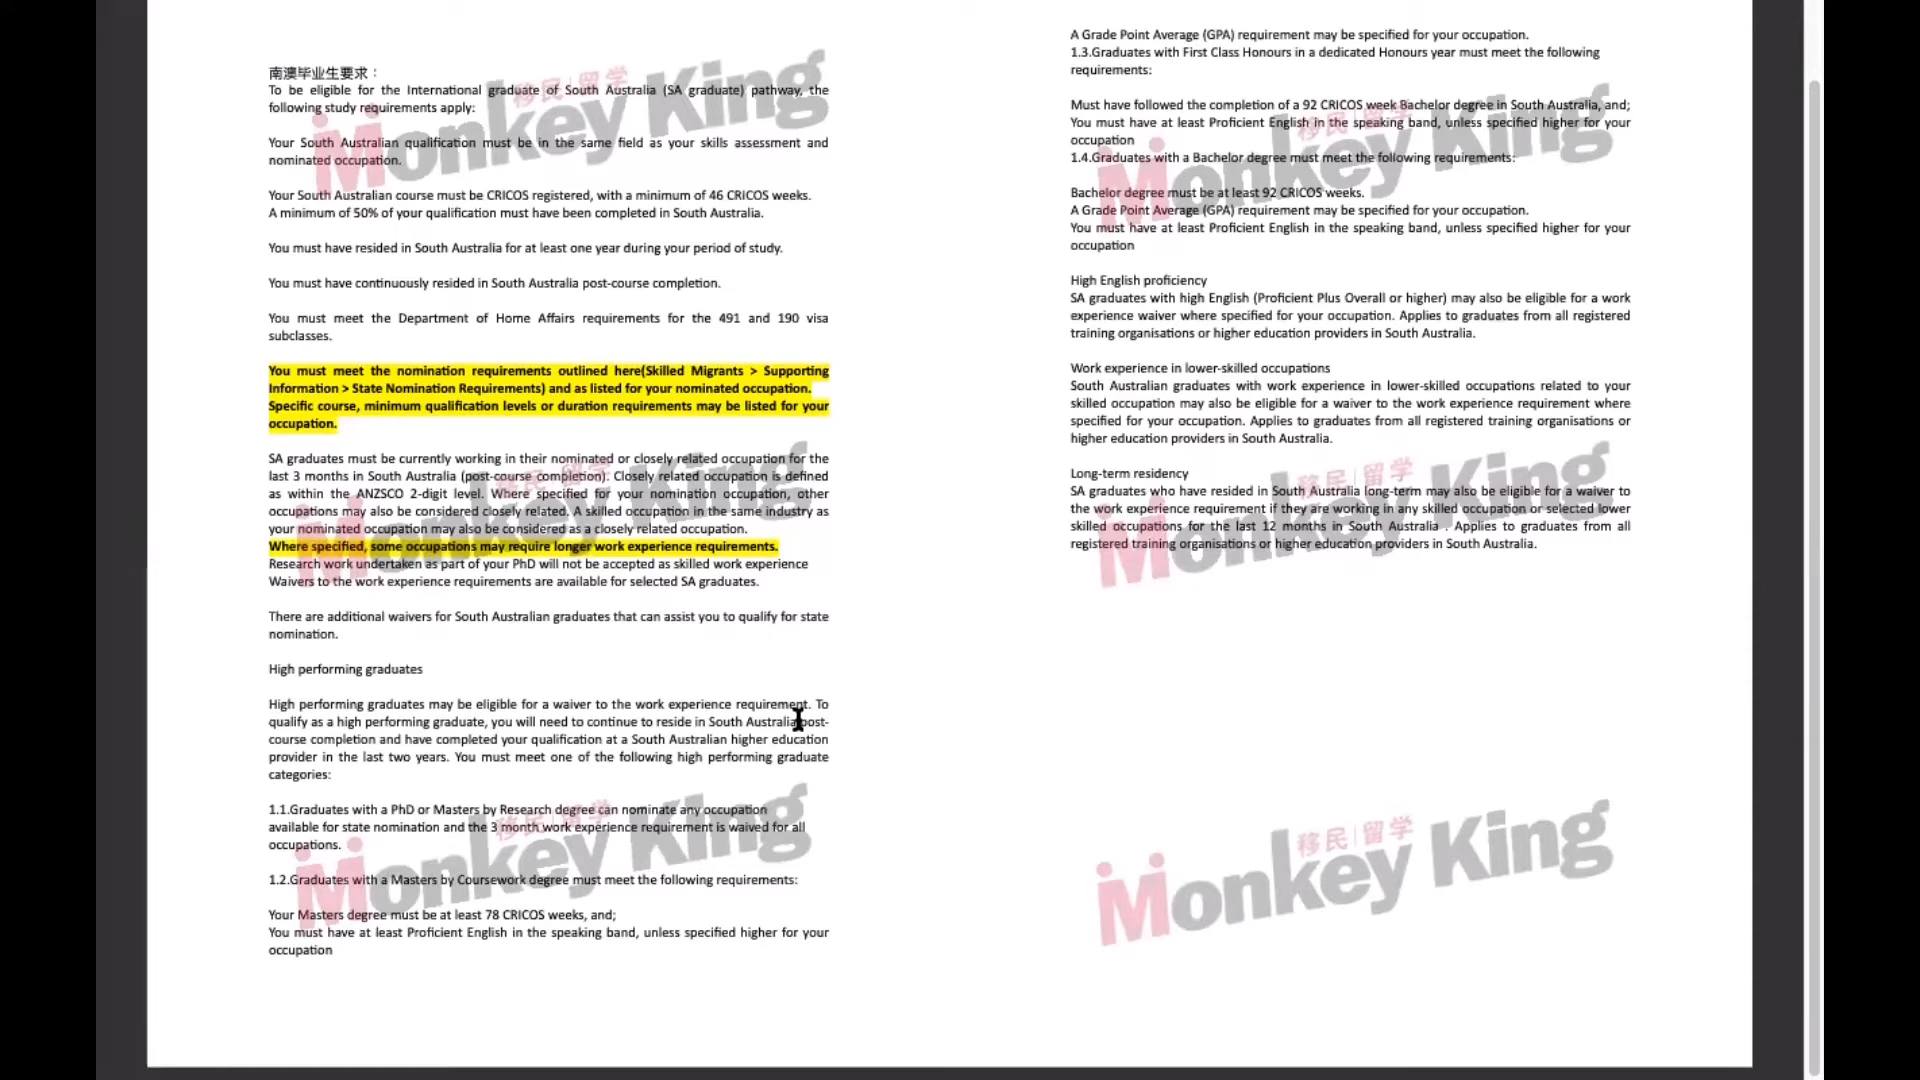 南澳毕业生要求：
To be eligible for the International graduate of South Australia (SA graduate) pathway, the
following study requirements apply:
Your South Australian qualification must be in the same field as your skills assessment and
nominated occupation.
Your South Australian course must be CRICOS registered, with a minimum of 46 CRICOS weeks.
A minimum of 50% of your qualification must have been completed in South Australia.
You must have resided in South Australia for at least one year during your period of study.
You must have continuously resided in South Australia post-course completion.
You must meet the Department of Home Affairs requirements for the 491 and 190 visa
subclasses.
You must meet the nomination requirements outlined here(Skilled Migrants > Supporting
Information > State Nomination Requirements) and as listed for your nominated occupation.
Specific course, minimum qualification levels or duration requirements may be listed for your
occupation.
SA graduates must be currently working in their nominated or closely related occupation for the
last 3 months in South Australia (post-course completion). Closely related occupation is defined
as within the ANZSCO 2-digit level. Where specified for your nomination occupation, other
occupations may also be considered closely related. A skilled occupation in the same industry as
your nominated occupation may also be considered as a closely related occupation.
Where specified, some occupations may require longer work experience requirements.
Research work undertaken as part of your PhD will not be accepted as skilled work experience
Waivers to the work experience requirements are available for selected SA graduates.
There are additional waivers for South Australian graduates that can assist you to qualify for state
nomination.
High performing graduates
High performing graduates may be eligible for a waiver to the work experience requirement. To
qualify as a high performing graduate, you will need to continue to reside in South Australia post-
course completion and have completed your qualification at a South Australian higher education
provider in the last two years. You must meet one of the following high performing graduate
categories:
1.1.Graduates with a PhD or Masters by Research degree can nominate any occupation
available for state nomination and the 3 month work experience requirement is waived for all
occupations.
1.2.Graduates with a Masters by Coursework degree must meet the following requirements:
Your Masters degree must be at least 78 CRICOS weeks, and;
You must have at least Proficient English in the speaking band, unless specified higher for your
occupation
A Grade Point Average (GPA) requirement may be specified for your occupation.
1.3.Graduates with First Class Honours in a dedicated Honours year must meet the following
requirements:
Must have followed the completion of a 92 CRICOS week Bachelor degree in South Australia, and;
You must have at least Proficient English in the speaking band, unless specified higher for your
occupation
1.4.Graduates with a Bachelor degree must meet the following requirements:
Bachelor degree must be at least 92 CRICOS weeks.
A Grade Point Average (GPA) requirement may be specified for your occupation.
You must have at least Proficient English in the speaking band, unless specified higher for your
occupation
High English proficiency
SA graduates with high English (Proficient Plus Overall or higher) may also be eligible for a work
experience waiver where specified for your occupation. Applies to graduates from all registered
training organisations or higher education providers in South Australia.
Work experience in lower-skilled occupations
South Australian graduates with work experience in lower-skilled occupations related to your
skilled occupation may also be eligible for a waiver to the work experience requirement where
specified for your occupation. Applies to graduates from all registered training organisations or
higher education providers in South Australia.
Long-term residency
SA graduates who have resided in South Australia long-term may also be eligible for a waiver to
the work experience requirement if they are working in any skilled occupation or selected lower
skilled occupations for the last 12 months in South Australia . Applies to graduates from all
registered training organisations or higher education providers in South Australia.
移民|留学
Monkey King
移民|留学
Monkey King
移民|留学
Monkey King
移民|留学
Monkey King
移民|留学
Monkey King
移民|留学
Monkey King